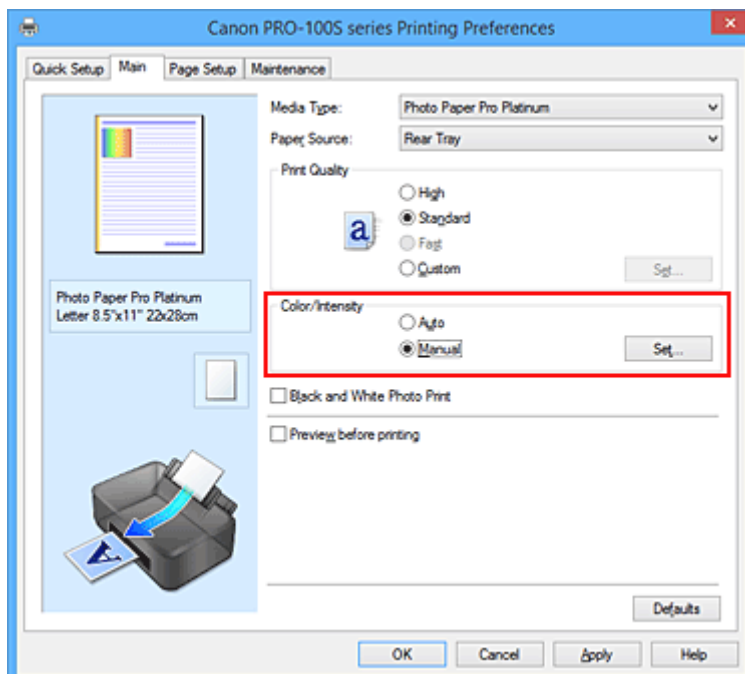 Canon PRO-100S series Printing Preferences
Quick Setup Main Page Setup Maintenance
Media Type: Photo Paper Pro Platinum
Paper Source: Rear Tray
Print Quality
High
a Standard
Fast
Custom Set...
Photo Paper Pro Platinum
Letter 8.5"x11" 22x28cm
Color/Intensity
Auto
Manual Set...
Black and White Photo Print
Preview before printing
A
Defaults
OK Cancel Apply Help